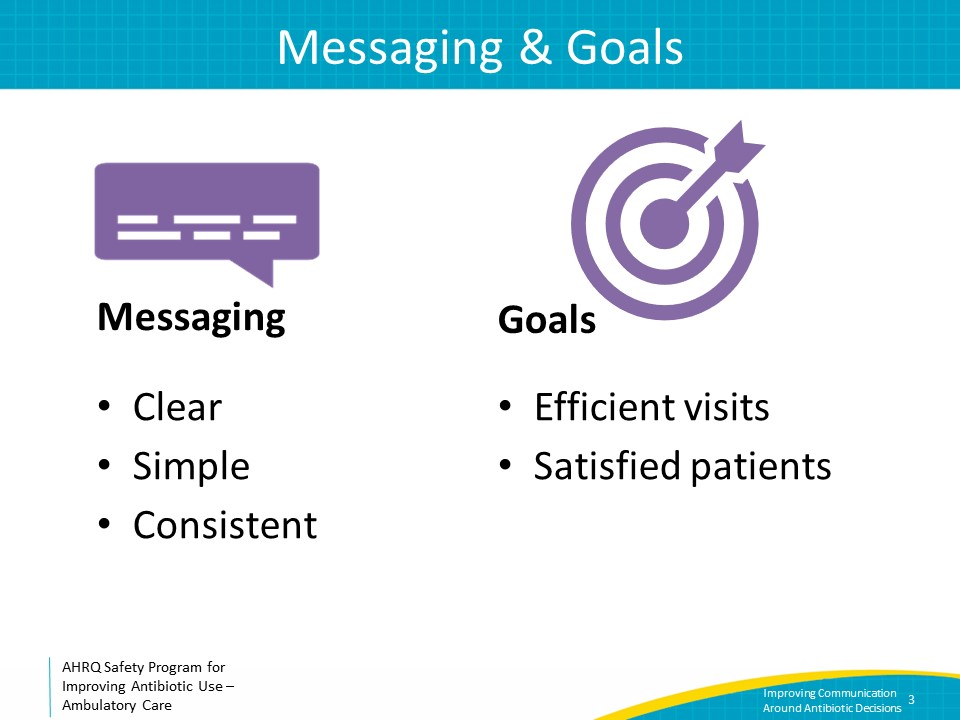 Messaging & Goals
Messaging
• Clear
• Simple
• Consistent
Goals
• Efficient visits
• Satisfied patients
AHRQ Safety Program for
Improving Antibiotic Use –
Ambulatory Care
Improving Communication
Around Antibiotic Decisions
3